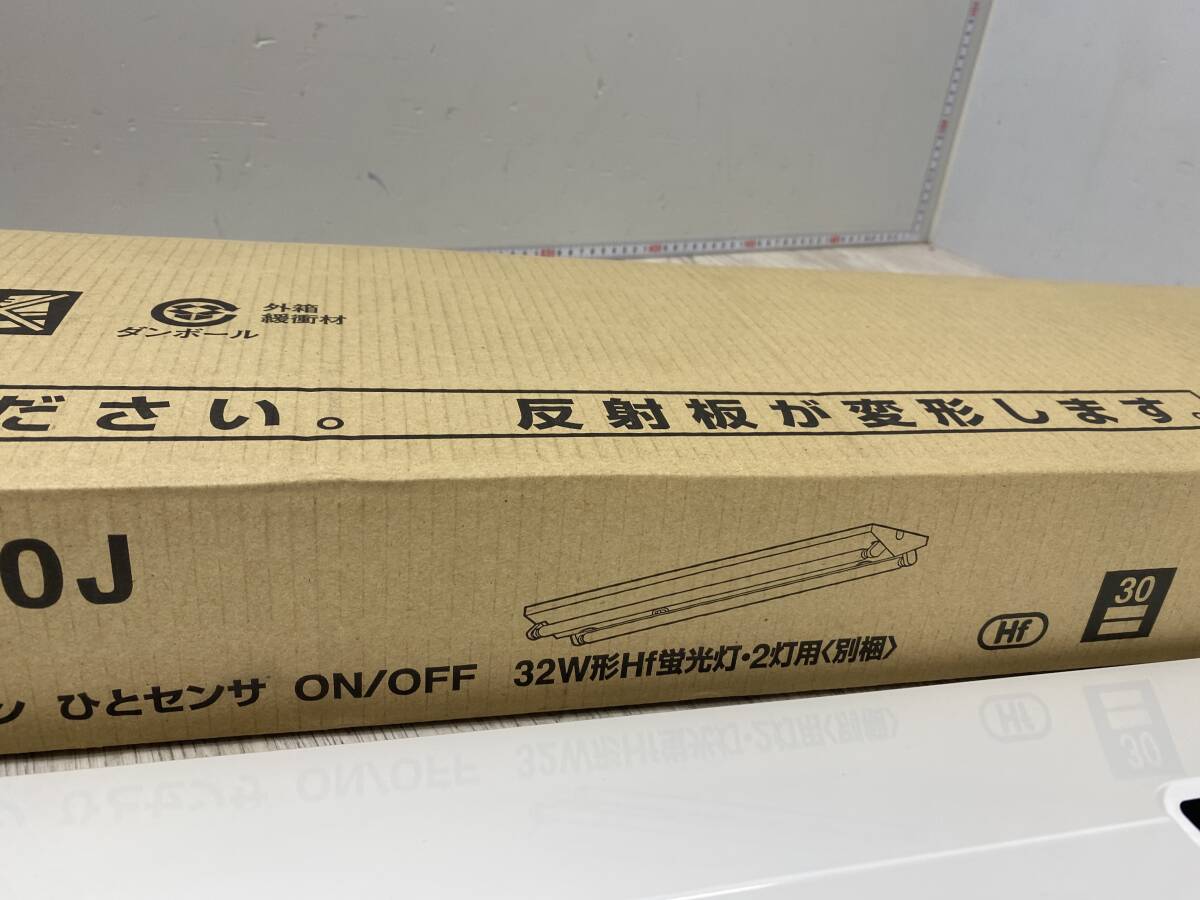 外箱
緩衝材
ダンボール
ださい。 反射板が変形します。
0J
ン ひとセンサ ON/OFF 32W形Hf蛍光灯・2灯用〈別梱〉
Hf
30